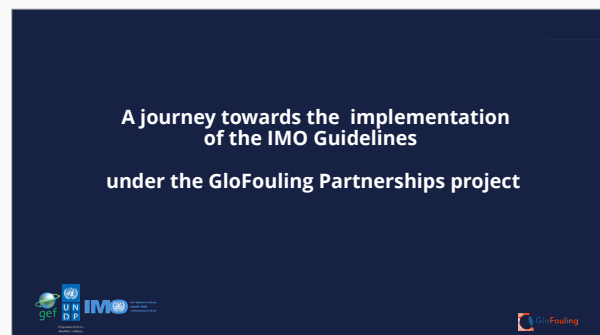 A journey towards the implementation
of the IMO Guidelines
under the GloFouling Partnerships project
gef
U N
D P
IMO
GloFouling